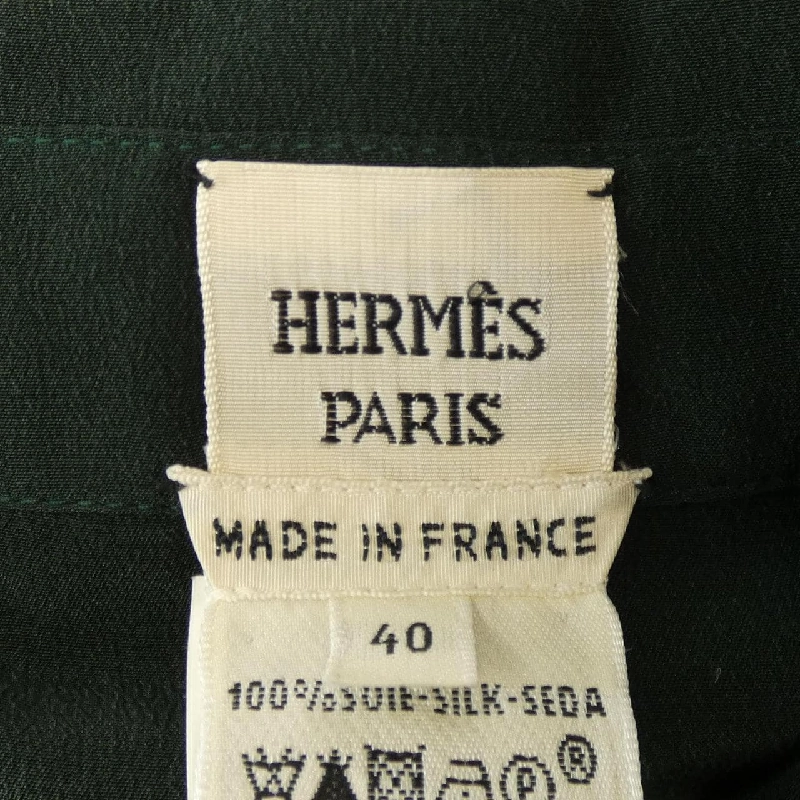 HERMÈS
PARIS
MADE IN FRANCE
40
100% SOIE-SILK-SEDA
P
®